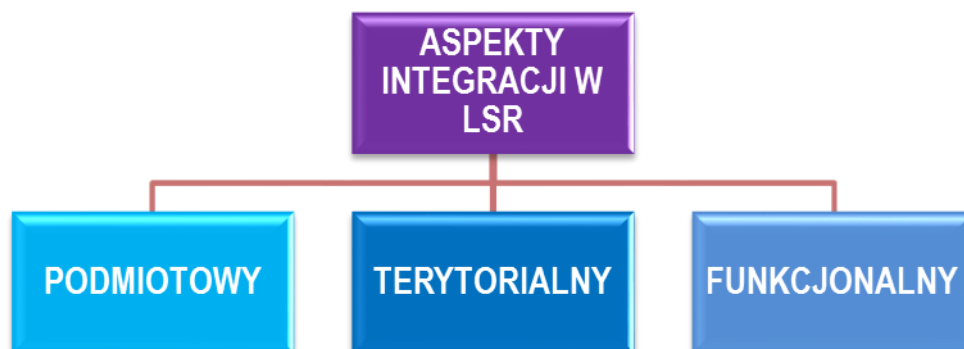 ASPEKTY
INTEGRACJI W
LSR
PODMIOTOWY
TERYTORIALNY
FUNKCJONALNY